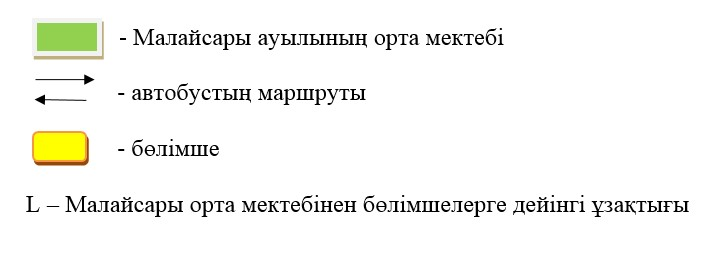 - Малайсары ауылының орта мектебі
- автобустың маршруты
- бөлімше
L – Малайсары орта мектебінен бөлімшелерге дейінгі ұзақтығы